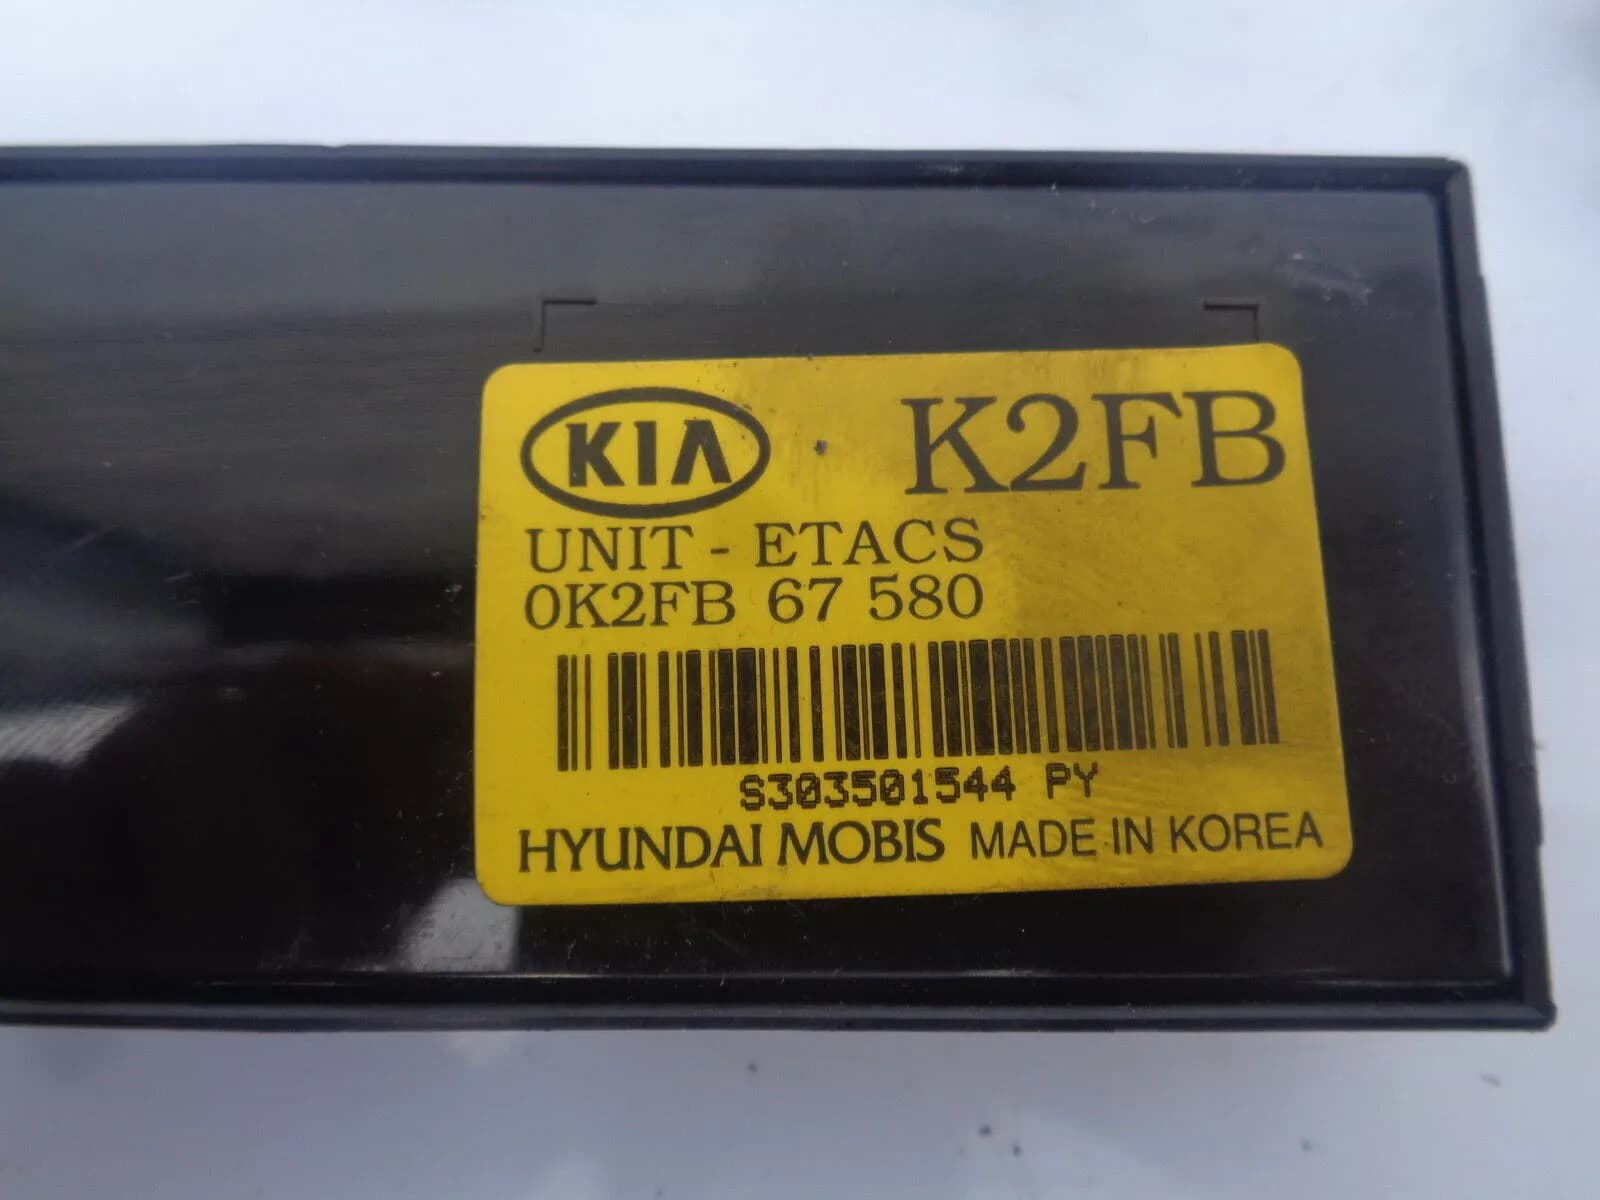 KIA K2FB
UNIT - ETACS
0K2FB 67 580
S303501544 PY
HYUNDAI MOBIS MADE IN KOREA